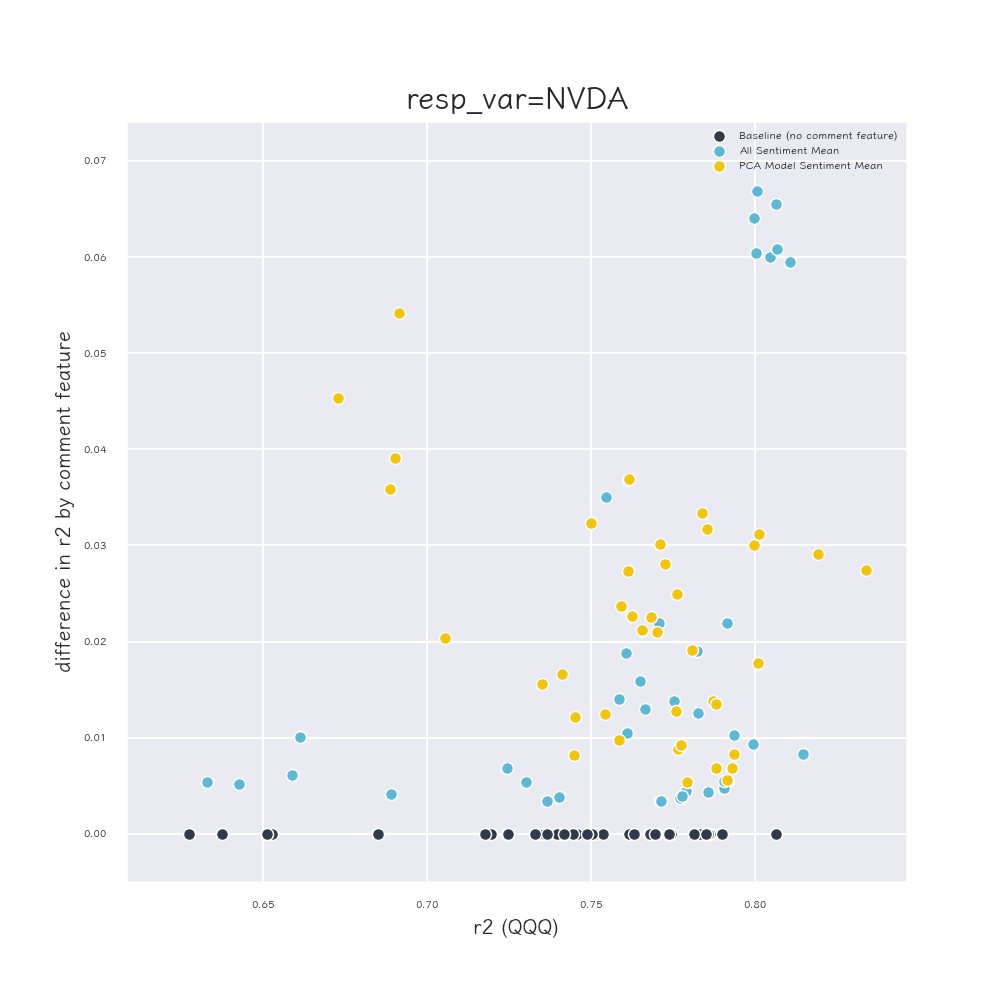 resp_var=NVDA
Baseline (no comment feature)
All Sentiment Mean
PCA Model Sentiment Mean
difference in r2 by comment feature
0.07
0.06
0.05
0.04
0.03
0.02
0.01
0.00
0.65 0.70 0.75 0.80
r2 (QQQ)